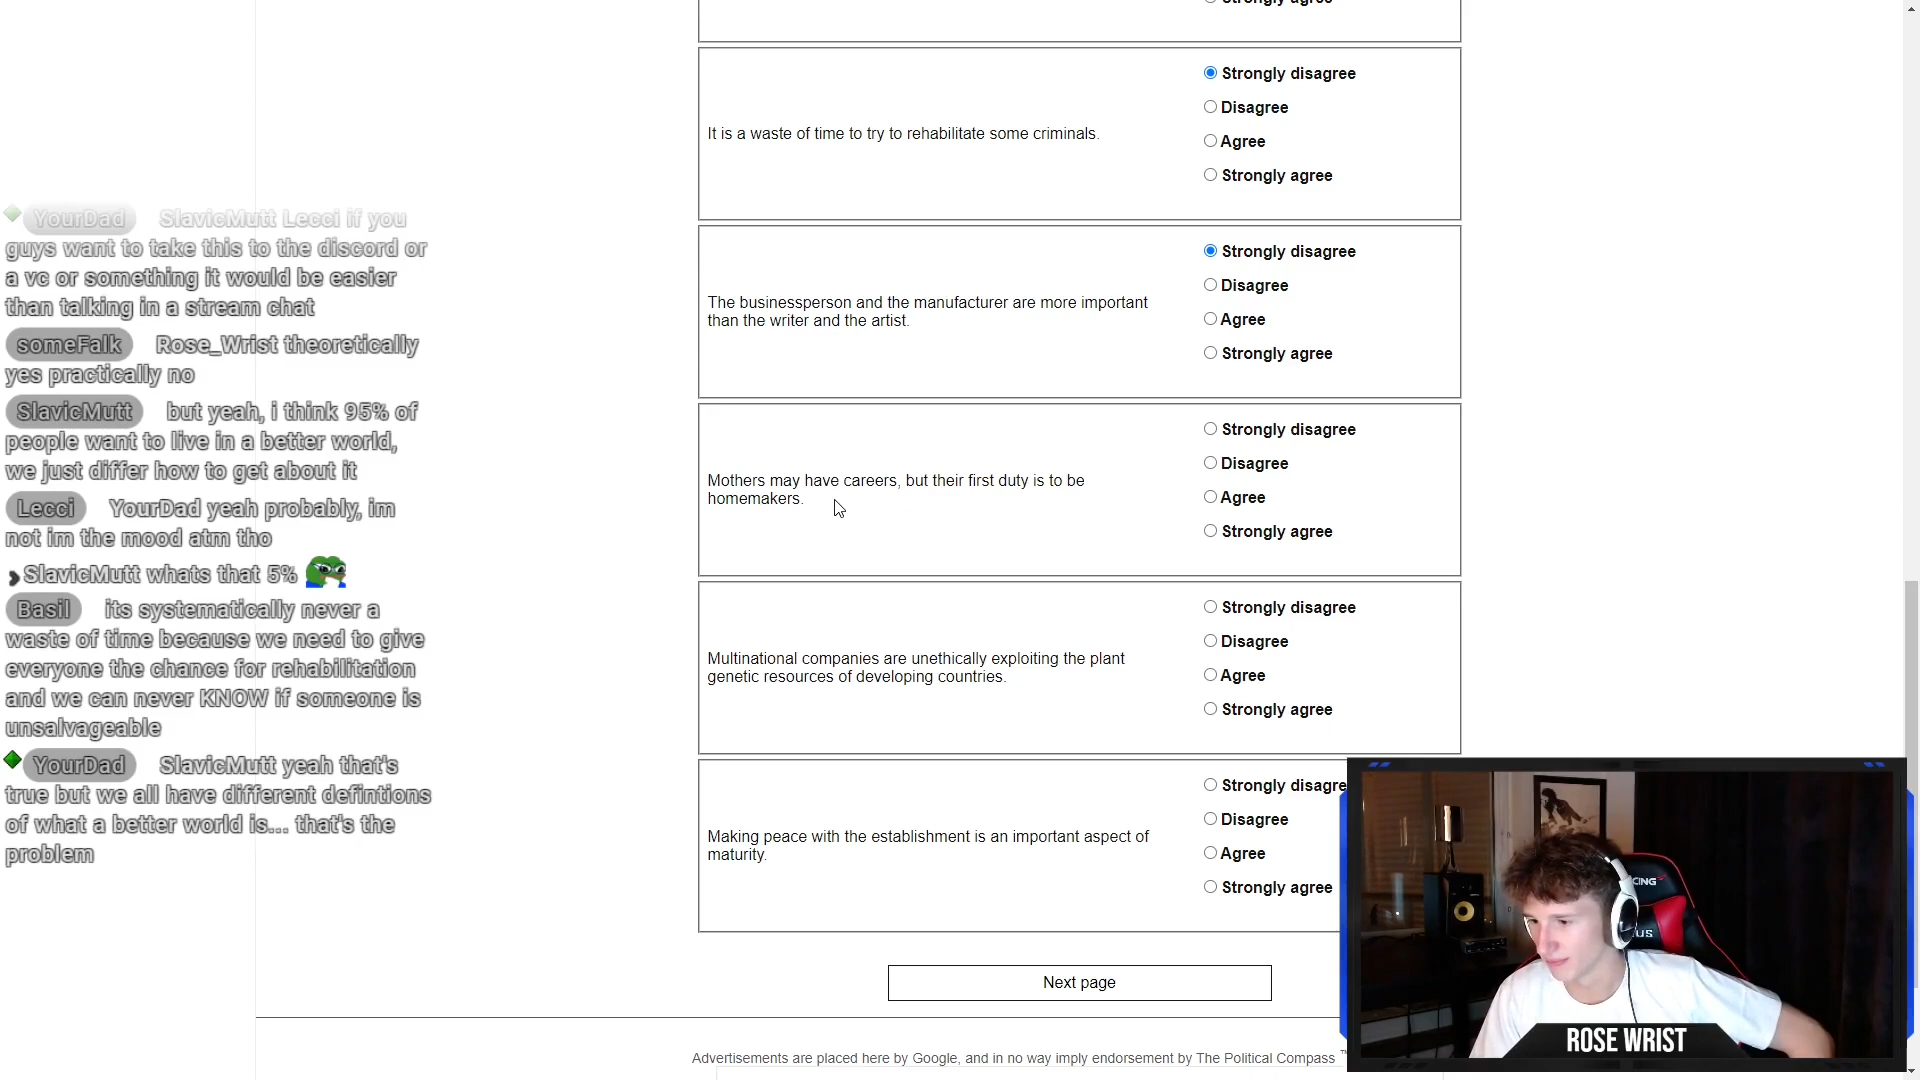 Strongly agree
Strongly disagree
Disagree
It is a waste of time to try to rehabilitate some criminals.
Agree
Strongly agree
Strongly disagree
Disagree
The businessperson and the manufacturer are more important
than the writer and the artist.
Agree
Strongly agree
Strongly disagree
Disagree
Mothers may have careers, but their first duty is to be
homemakers.
Agree
Strongly agree
Strongly disagree
Disagree
Multinational companies are unethically exploiting the plant
genetic resources of developing countries.
Agree
Strongly agree
Strongly disagre
Disagree
Making peace with the establishment is an important aspect of
maturity.
Agree
Strongly agree
Next page
Advertisements are placed here by Google, and in no way imply endorsement by The Political Compass ™
YourDad SlavicMutt Lecci if you
guys want to take this to the discord or
a vc or something it would be easier
than talking in a stream chat
someFalk Rose_Wrist theoretically
yes practically no
SlavicMutt but yeah, i think 95% of
people want to live in a better world,
we just differ how to get about it
Lecci YourDad yeah probably, im
not im the mood atm tho
SlavicMutt whats that 5%
Basil its systematically never a
waste of time because we need to give
everyone the chance for rehabilitation
and we can never KNOW if someone is
unsalvageable
YourDad SlavicMutt yeah that's
true but we all have different defintions
of what a better world is... that's the
problem
CING
US
ROSE WRIST